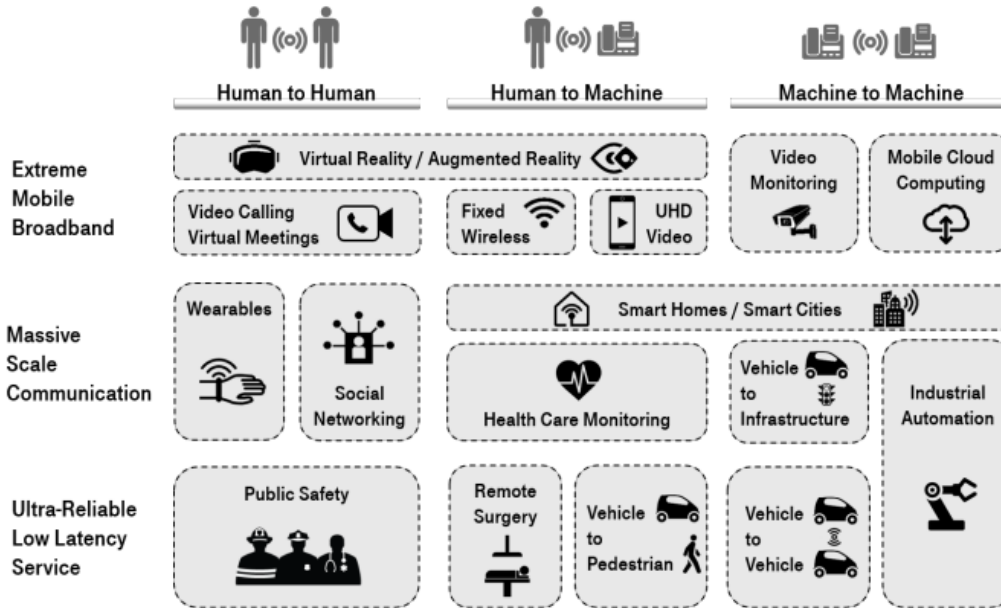 Human to Human
Human to Machine
Machine to Machine
Extreme
Mobile
Broadband
Virtual Reality / Augmented Reality
Video
Monitoring
Mobile Cloud
Computing
Video Calling
Virtual Meetings
Fixed
Wireless
UHD
Video
Massive
Scale
Communication
Wearables
Social
Networking
Smart Homes / Smart Cities
Health Care Monitoring
Vehicle
to
Infrastructure
Industrial
Automation
Ultra-Reliable
Low Latency
Service
Public Safety
Remote
Surgery
Vehicle
to
Pedestrian
Vehicle
to
Vehicle